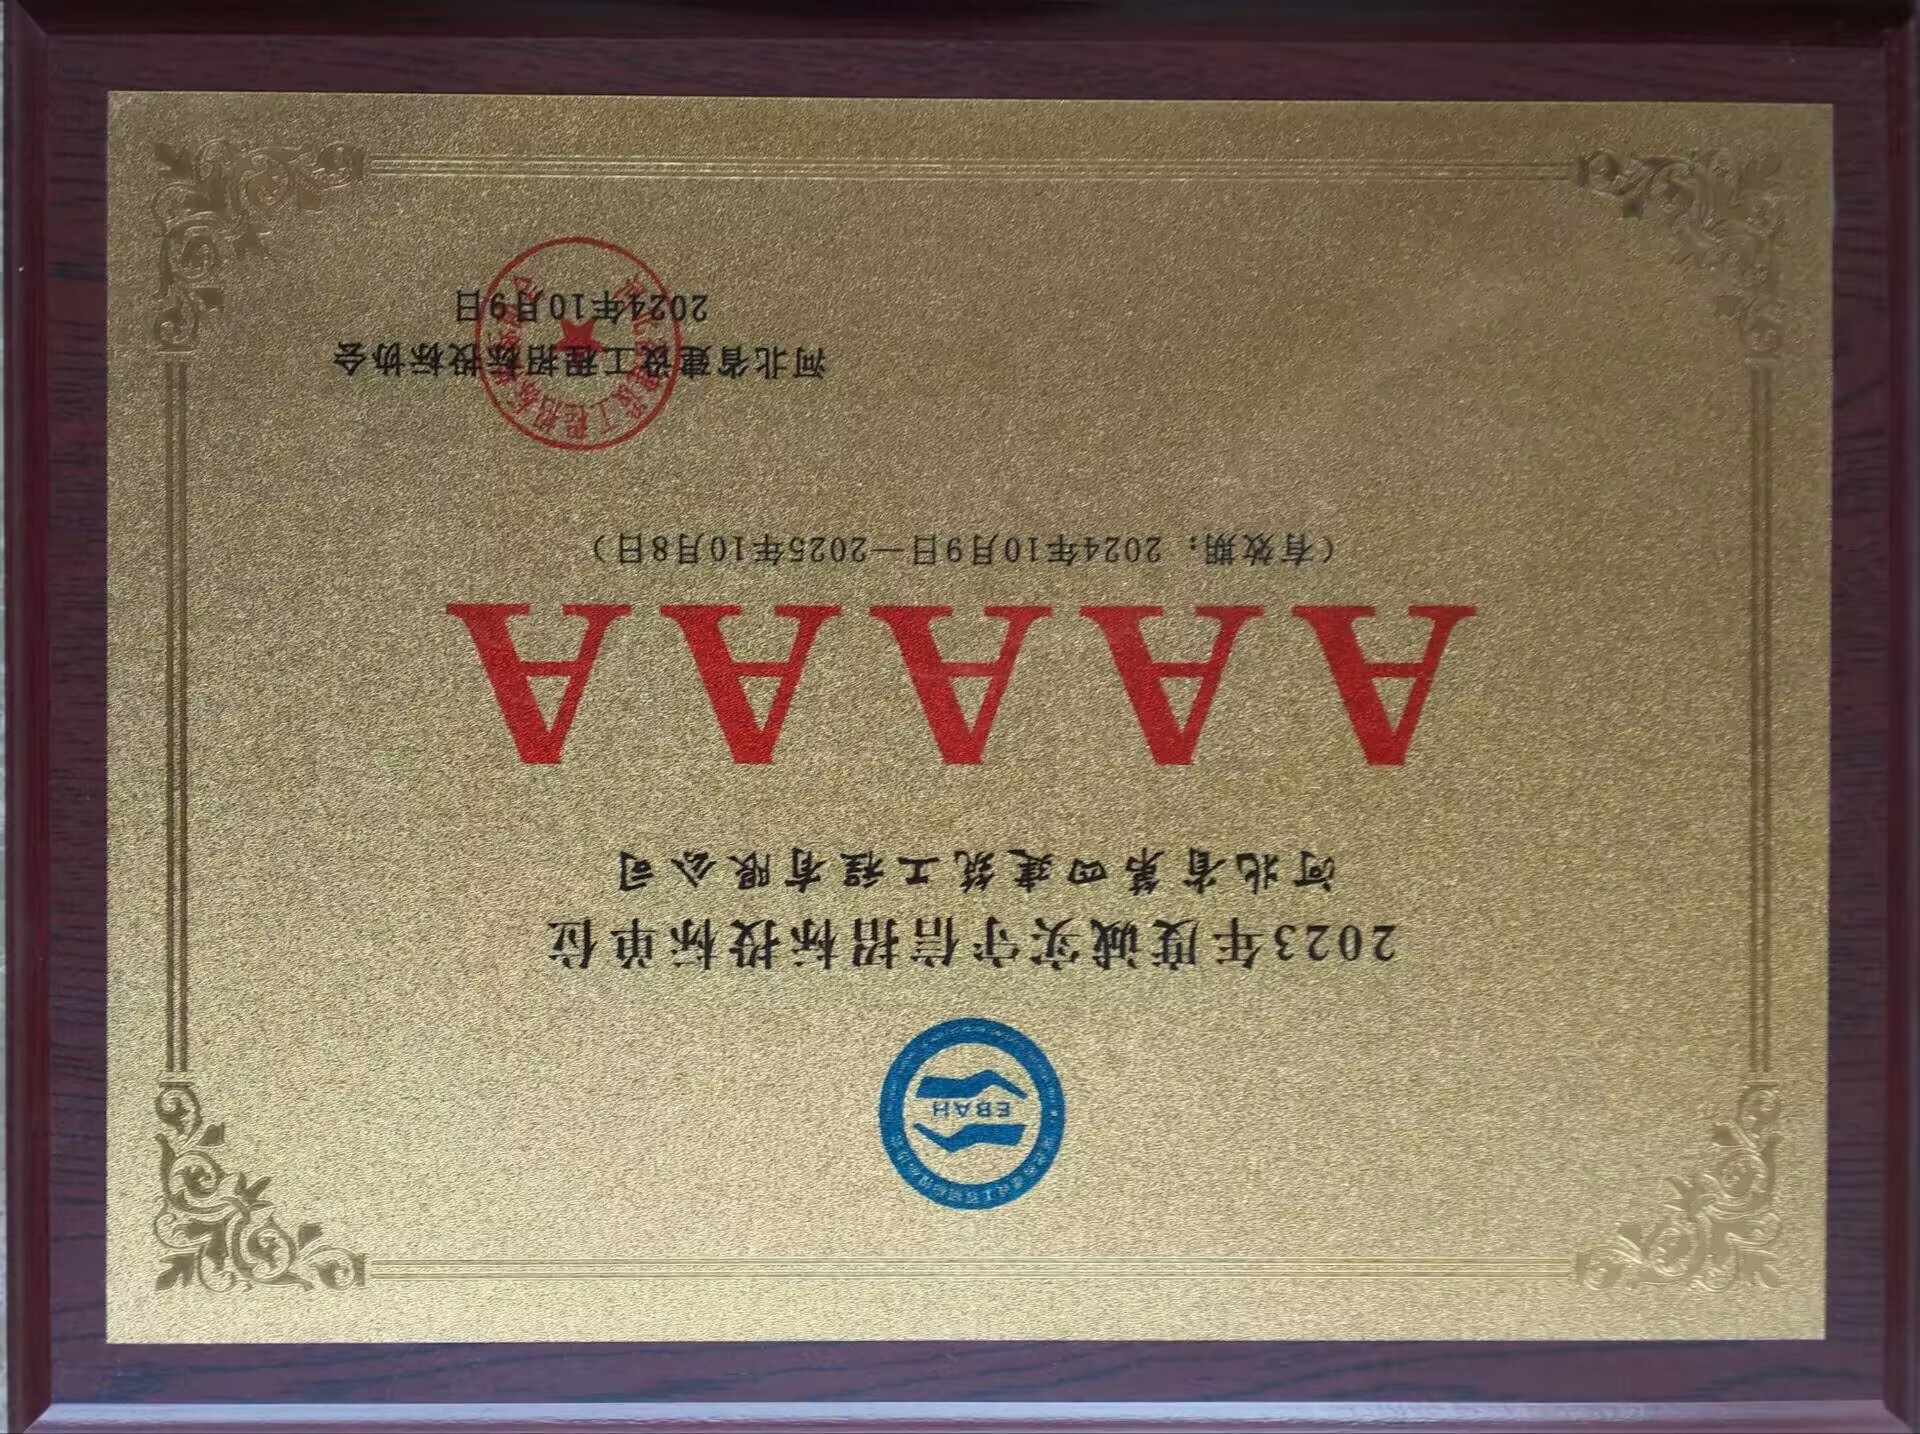 EBAH
2023年度诚实守信招标投标单位
河北省第四建筑工程有限公司
AAAAA
（有效期：2024年10月9日—2025年10月8日）
河北省建设工程招标投标协会
2024年10月9日